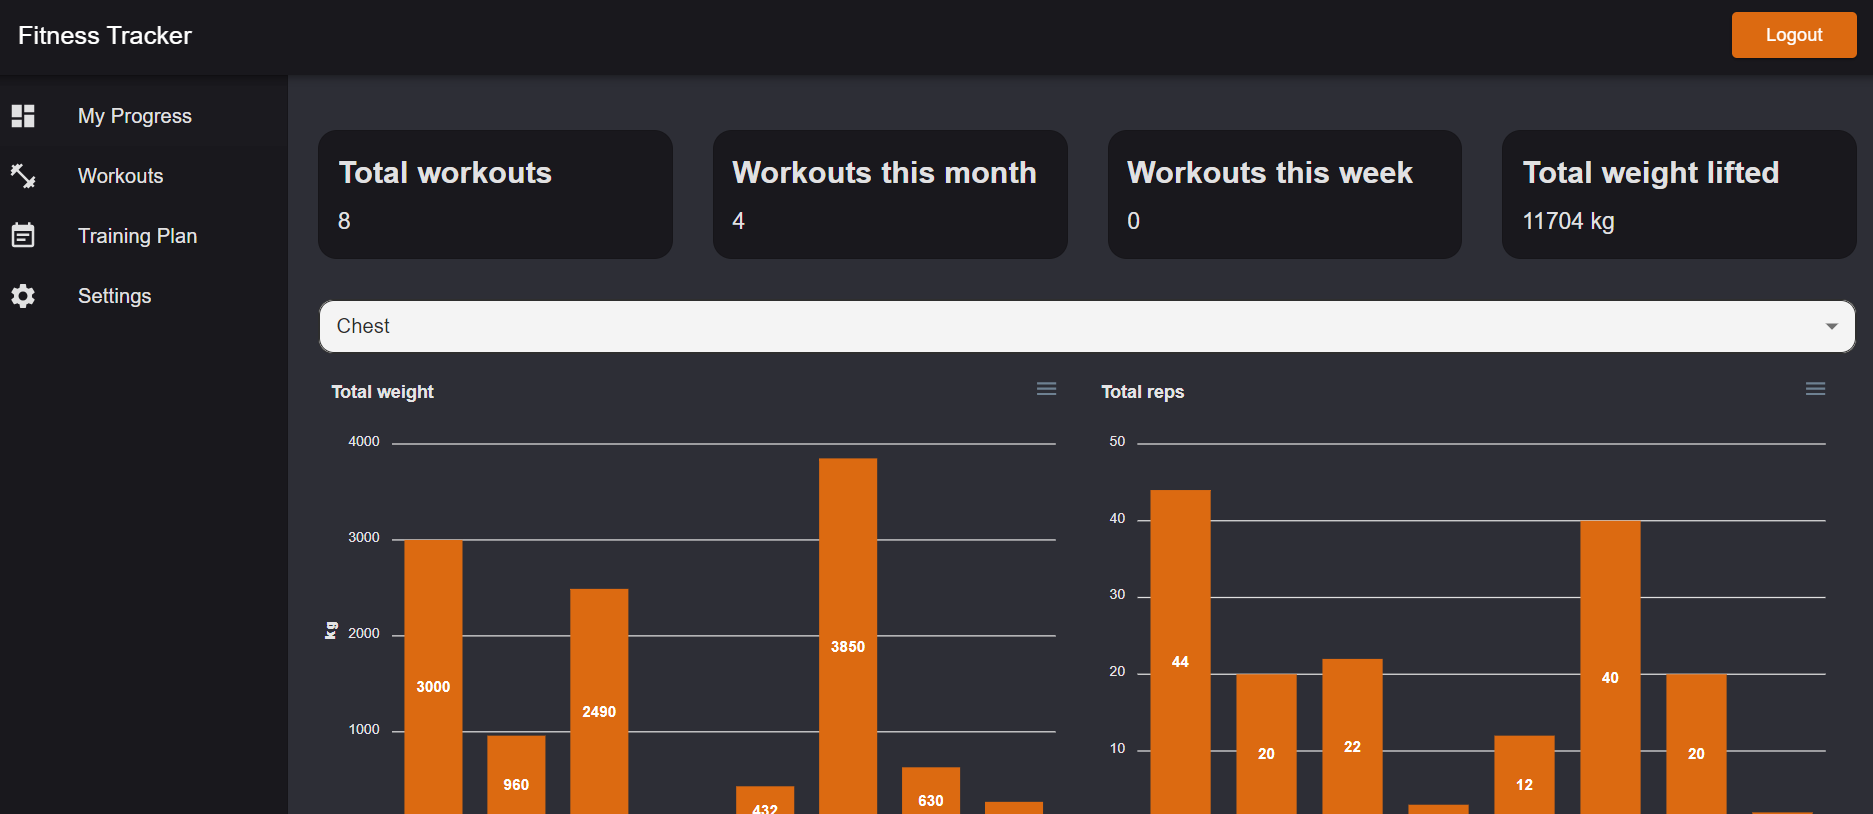 Fitness Tracker
Logout
My Progress
Workouts
Training Plan
Settings
Total workouts
8
Workouts this month
4
Workouts this week
0
Total weight lifted
11704 kg
Chest
Total weight
4000
3000
2000
1000
kg
3000
960
2490
432
3850
630
Total reps
50
40
30
20
10
44
20
22
12
40
20